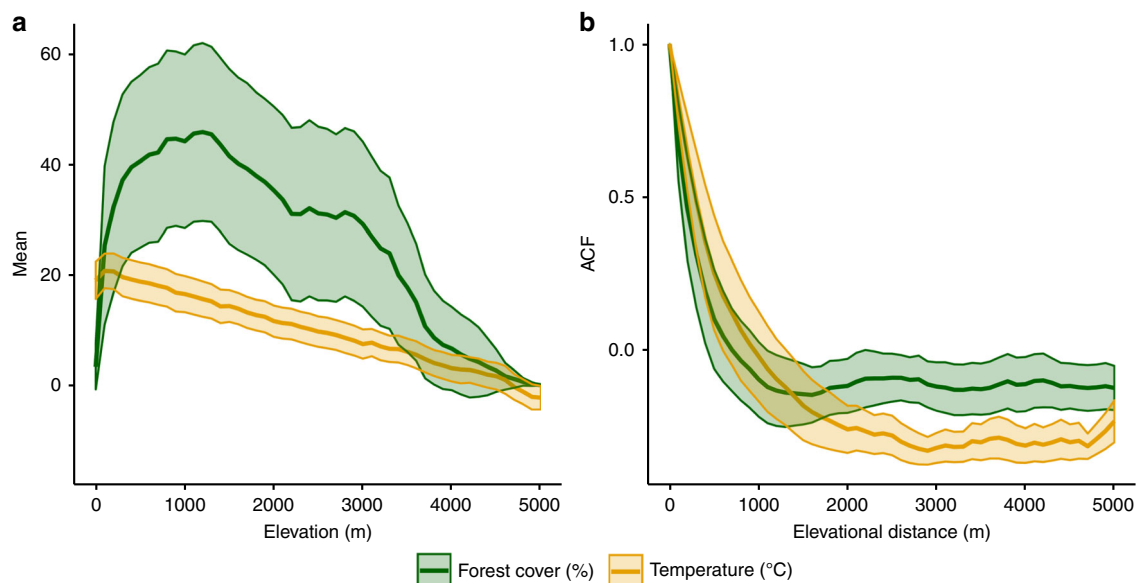 a
60
40
20
0
Mean
0 1000 2000 3000 4000 5000
Elevation (m)
b
1.0
0.5
0.0
ACF
0 1000 2000 3000 4000 5000
Elevational distance (m)
Forest cover (%) Temperature (°C)